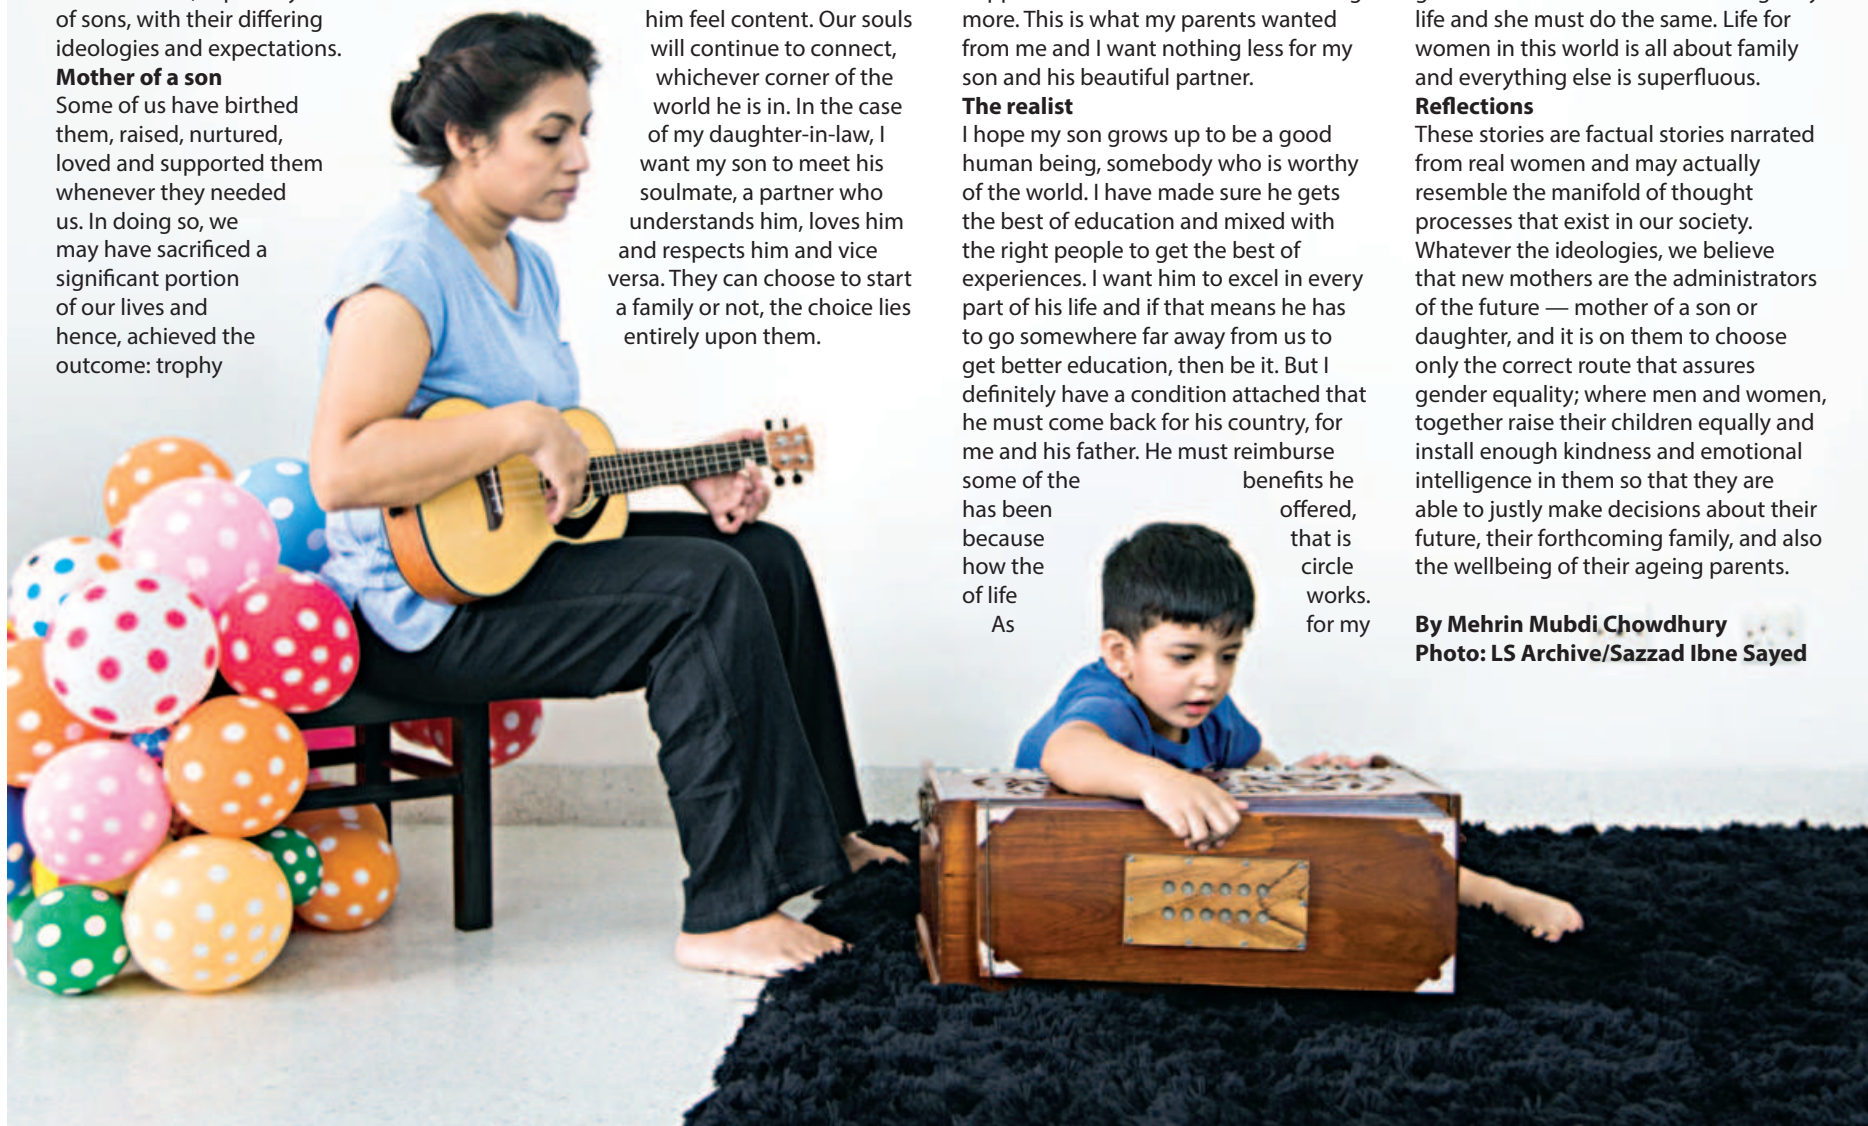 of sons, with their differing
ideologies and expectations.
Mother of a son
Some of us have birthed
them, raised, nurtured,
loved and supported them
whenever they needed
us. In doing so, we
may have sacrificed a
significant portion
of our lives and
hence, achieved the
outcome: trophy
him feel content. Our souls
will continue to connect,
whichever corner of the
world he is in. In the case
of my daughter-in-law, I
want my son to meet his
soulmate, a partner who
understands him, loves him
and respects him and vice
versa. They can choose to start
a family or not, the choice lies
entirely upon them.
more. This is what my parents wanted
from me and I want nothing less for my
son and his beautiful partner.
The realist
I hope my son grows up to be a good
human being, somebody who is worthy
of the world. I have made sure he gets
the best of education and mixed with
the right people to get the best of
experiences. I want him to excel in every
part of his life and if that means he has
to go somewhere far away from us to
get better education, then be it. But I
definitely have a condition attached that
he must come back for his country, for
me and his father. He must reimburse
some of the benefits he
has been offered,
because that is
how the circle
of life works.
As for my
life and she must do the same. Life for
women in this world is all about family
and everything else is superfluous.
Reflections
These stories are factual stories narrated
from real women and may actually
resemble the manifold of thought
processes that exist in our society.
Whatever the ideologies, we believe
that new mothers are the administrators
of the future — mother of a son or
daughter, and it is on them to choose
only the correct route that assures
gender equality; where men and women,
together raise their children equally and
install enough kindness and emotional
intelligence in them so that they are
able to justly make decisions about their
future, their forthcoming family, and also
the wellbeing of their ageing parents.
By Mehrin Mubdi Chowdhury
Photo: LS Archive/Sazzad Ibne Sayed